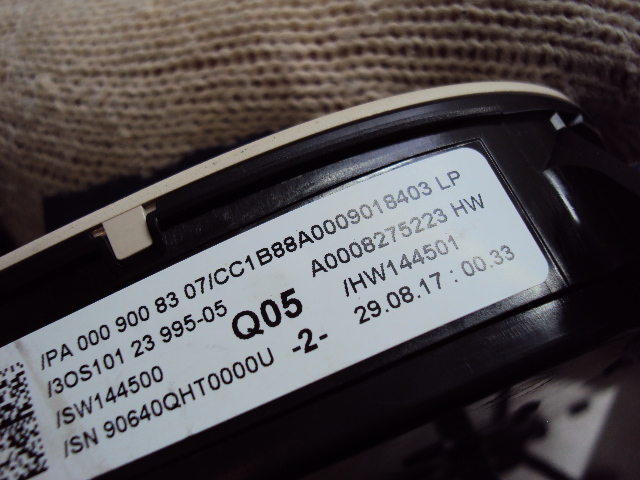 /PA 000 900 83 07/CC1B88A0009018403 LP
/3OS101 23 995-05 Q05 A0008275223 HW
/SW144500 /HW144501
/SN 90640QHT0000U -2- 29.08.17 : 00.33